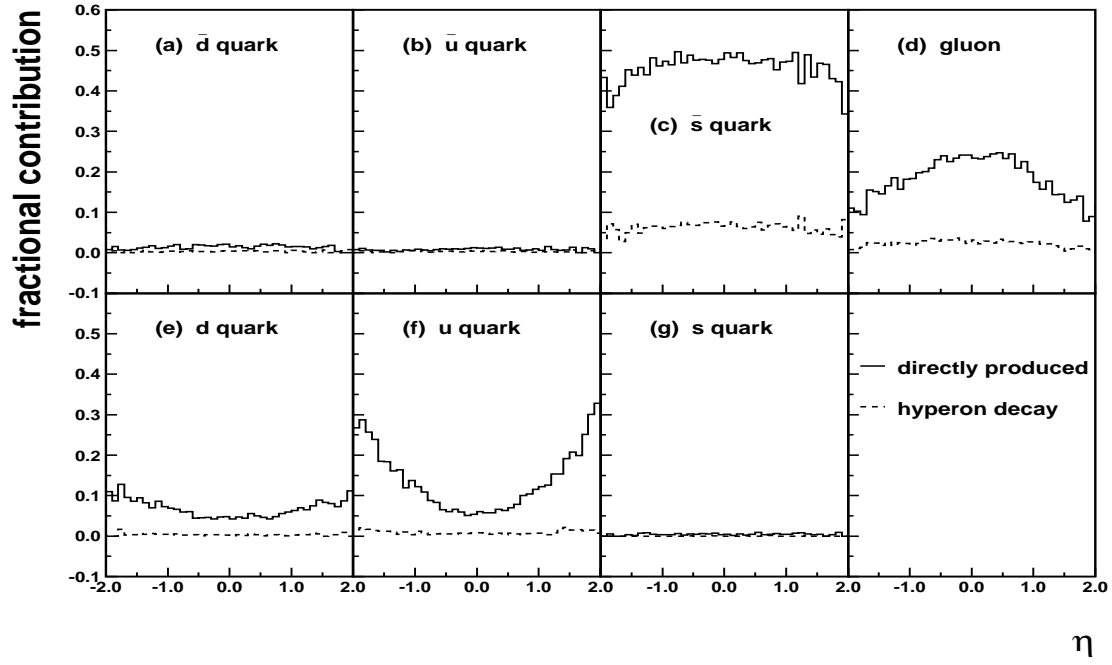 fractional contribution
0.6
0.5
0.4
0.3
0.2
0.1
0.0
-0.1
(a) d̄ quark
(b) ū quark
(c) s̄ quark
(d) gluon
0.5
0.4
0.3
0.2
0.1
0.0
-0.1
(e) d quark
(f) u quark
(g) s quark
directly produced
hyperon decay
-2.0 -1.0 0.0 1.0 2.0 -1.0 0.0 1.0 2.0 -1.0 0.0 1.0 2.0 -1.0 0.0 1.0 2.0
η